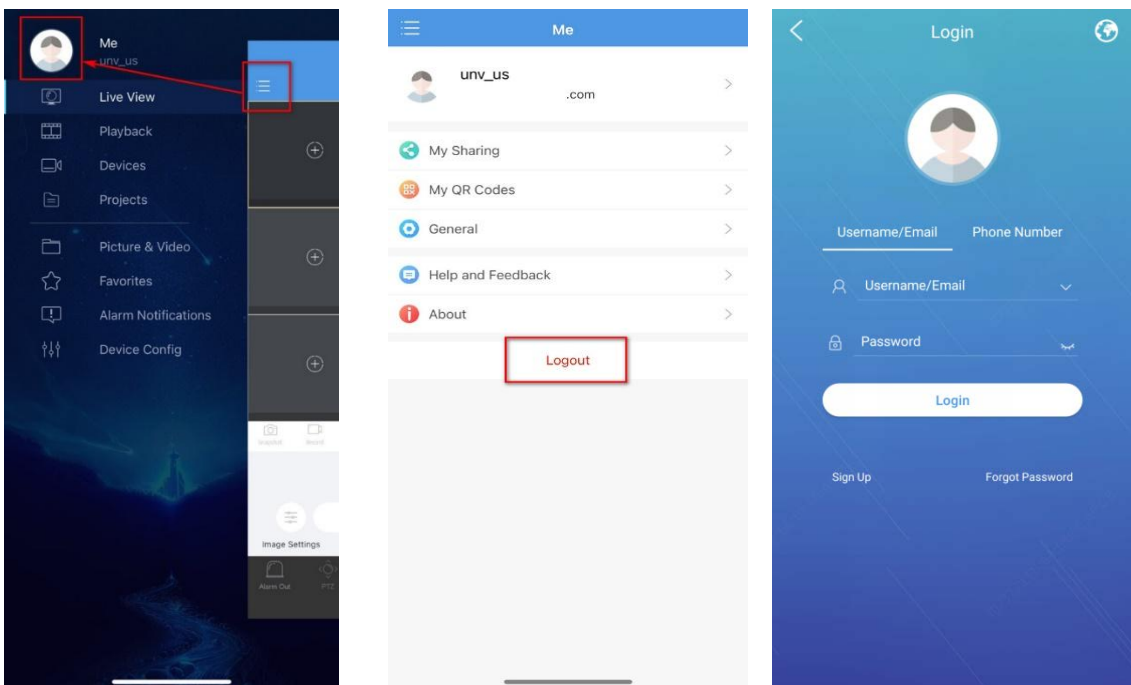 Me
unv_us
Live View
Playback
Devices
Projects
Picture & Video
Favorites
Alarm Notifications
Device Config
Snapshot
Record
Image Settings
Alarm Out
PTZ
Me
unv_us
.com
My Sharing
My QR Codes
General
Help and Feedback
About
Logout
Login
Username/Email Phone Number
Username/Email
Password
Login
Sign Up Forgot Password